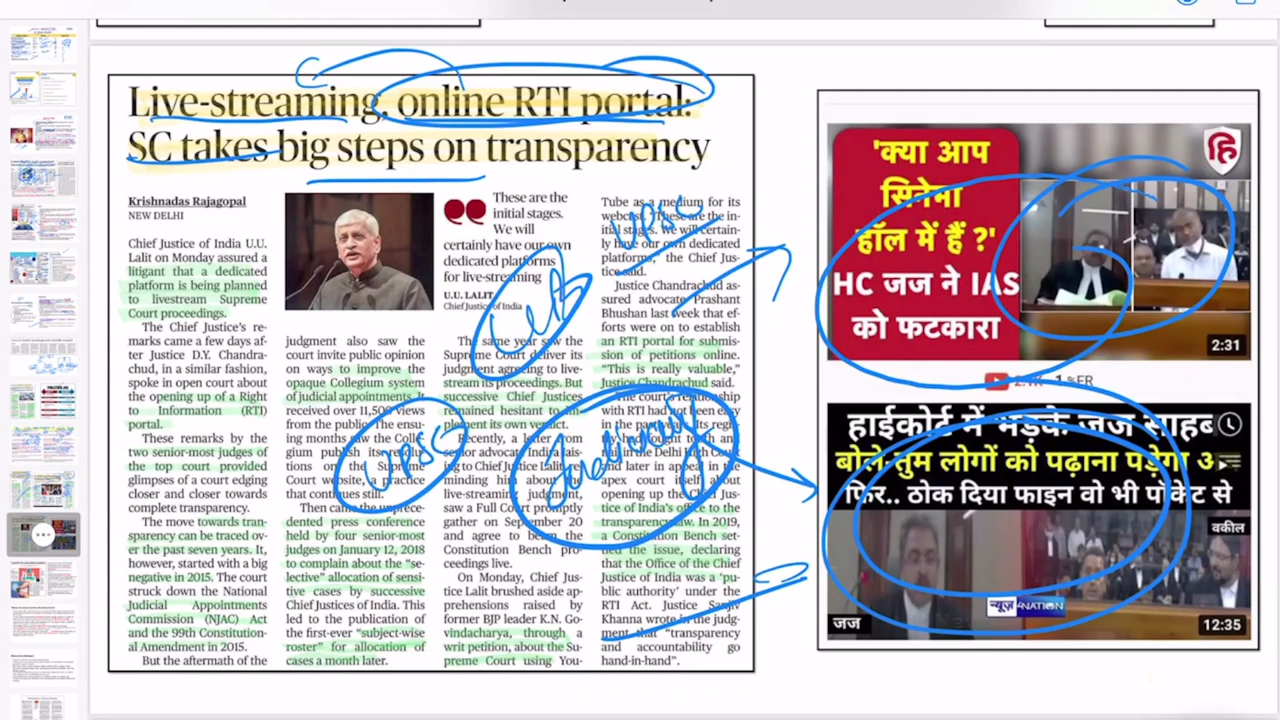 Live-streaming, online RTI portal:
SC takes big steps on transparency
Krishnadas Rajagopal
NEW DELHI
Chief Justice of India U.U.
Lalit on Monday assured a
litigant that a dedicated
platform is being planned
to livestream Supreme
Court proceedings.
The Chief Justice's re-
marks came a few days af-
ter Justice D.Y. Chandra-
chud, in a similar fashion,
spoke in open court about
the opening up of a Right
to Information (RTI)
portal.
These remarks by the
two senior-most judges of
the top court provided
glimpses of a court edging
closer and closer towards
complete transparency.
The move towards tran-
sparency can be traced ov-
er the past seven years. It,
however, started with a big
negative in 2015. The court
struck down the National
Judicial Appointments
Commission (NJAC) Act
and the 99th Constitution-
al Amendment in 2015.
But the aftermath of the
judgment also saw the
court invite public opinion
on ways to improve the
opaque Collegium system
of judicial appointments. It
received over 11,500 views
from the public. The ensu-
ing months saw the Colle-
gium publish its resolu-
tions on the Supreme
Court website, a practice
that continues still.
Then came the unprece-
dented press conference
held by four senior-most
judges on January 12, 2018
to complain about the "se-
lective" allocation of sensi-
tive cases by successive
Chief Justices of India. This
led to the publication of
the first-ever "subject-wise
roster" for allocation of
cases a month later.
These are the
initial stages.
We will
certainly have our own
dedicated platforms
for live-streaming
U.U. LALIT
Chief Justice of India
The same year saw the
Supreme Court deliver its
judgment agreeing to live-
stream its proceedings. But
successive Chief Justices
remained hesitant to im-
plement its own verdict.
Recently, a letter from
senior advocate Indira Jais-
ing to Chief Justice Lalit re-
minding him about the
live-streaming judgment,
saw a Full Court promptly
gather on September 20
and agree to beam the
Constitution Bench pro-
ceedings live.
On Monday, Chief Jus-
tice Lalit brushed aside ap-
prehensions raised by
former BJP leader K.N. Go-
vindacharya, through a
writ petition, about the Su-
preme Court using You-
Tube as a medium for its
webcast. "These are the in-
itial stages. We will certain-
ly have our own dedicated
platforms," the Chief Jus-
tice said.
Justice Chandrachud as-
sured advocate Prashant
Bhushan last week that ef-
forts were on to establish
an RTI portal for submis-
sion of petitions online.
"This is really valuable,"
Justice Chandrachud said.
The court's relationship
with RTI had not been easy
in the past.
the Delhi High Court
and later in appeal in the
apex court itself about
opening up the Chief Jus-
tice of India's office to the
transparency law. In 2019,
a Constitution Bench set-
tled the issue, declaring
that the Office of the Chief
Justice of India was a 'pu-
blic authority' under the
RTI Act. Justice Sanjiv
Khanna wrote in the judg-
ment that "transparency
and accountability go
hand-in-hand".
हि
'क्या आप
सिनेमा
हॉल में हैं ?'
HC जज ने IAS
को फटकारा
2:31
हाईकोर्ट में भड़के जज साहब
बोले तुम लोगों को पढ़ाना पड़ेगा
फिर.. ठोक दिया फाइन वो भी पॉकेट से
वकील
न्यूज़ NATION
जज
12:35